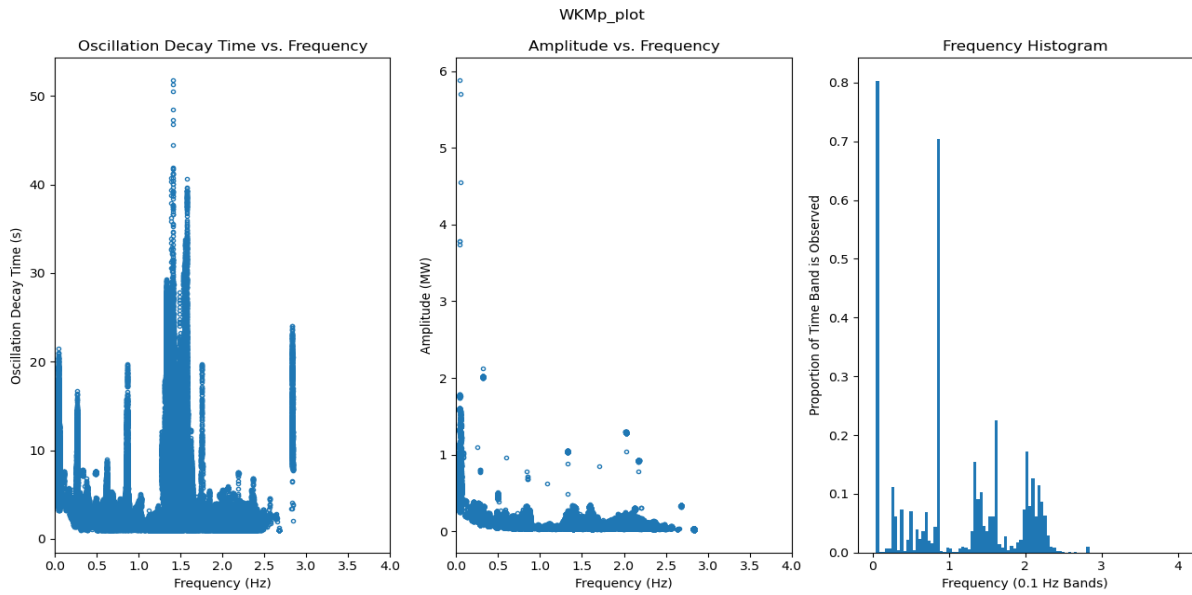 WKMp_plot
Oscillation Decay Time vs. Frequency
Oscillation Decay Time (s)
50
40
30
20
10
0
0.0 0.5 1.0 1.5 2.0 2.5 3.0 3.5 4.0
Frequency (Hz)
Amplitude vs. Frequency
Amplitude (MW)
6
5
4
3
2
1
0
0.0 0.5 1.0 1.5 2.0 2.5 3.0 3.5 4.0
Frequency (Hz)
Frequency Histogram
Proportion of Time Band is Observed
0.8
0.7
0.6
0.5
0.4
0.3
0.2
0.1
0.0
0 1 2 3 4
Frequency (0.1 Hz Bands)